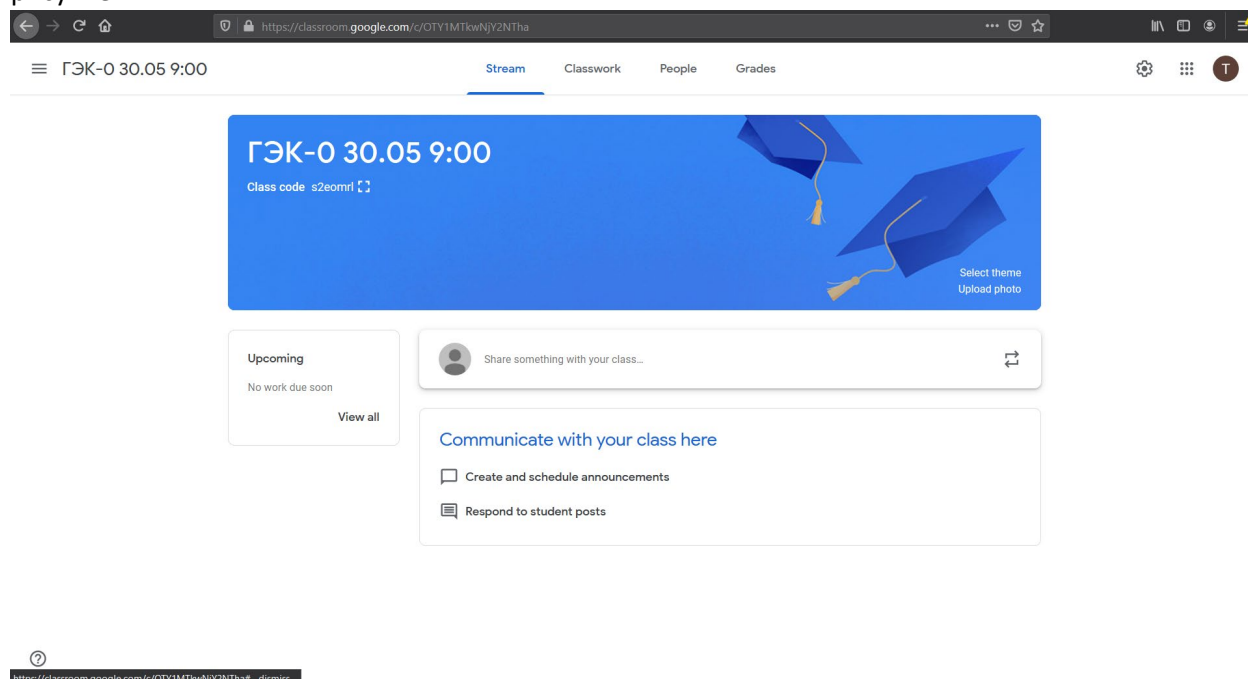 https://classroom.google.com/c/OTY1MTkwNjY2NTha
ГЭК-0 30.05 9:00
Stream Classwork People Grades
T
ГЭК-0 30.05 9:00
Class code s2eomrl
Select theme
Upload photo
Upcoming
No work due soon
View all
Share something with your class...
Communicate with your class here
Create and schedule announcements
Respond to student posts